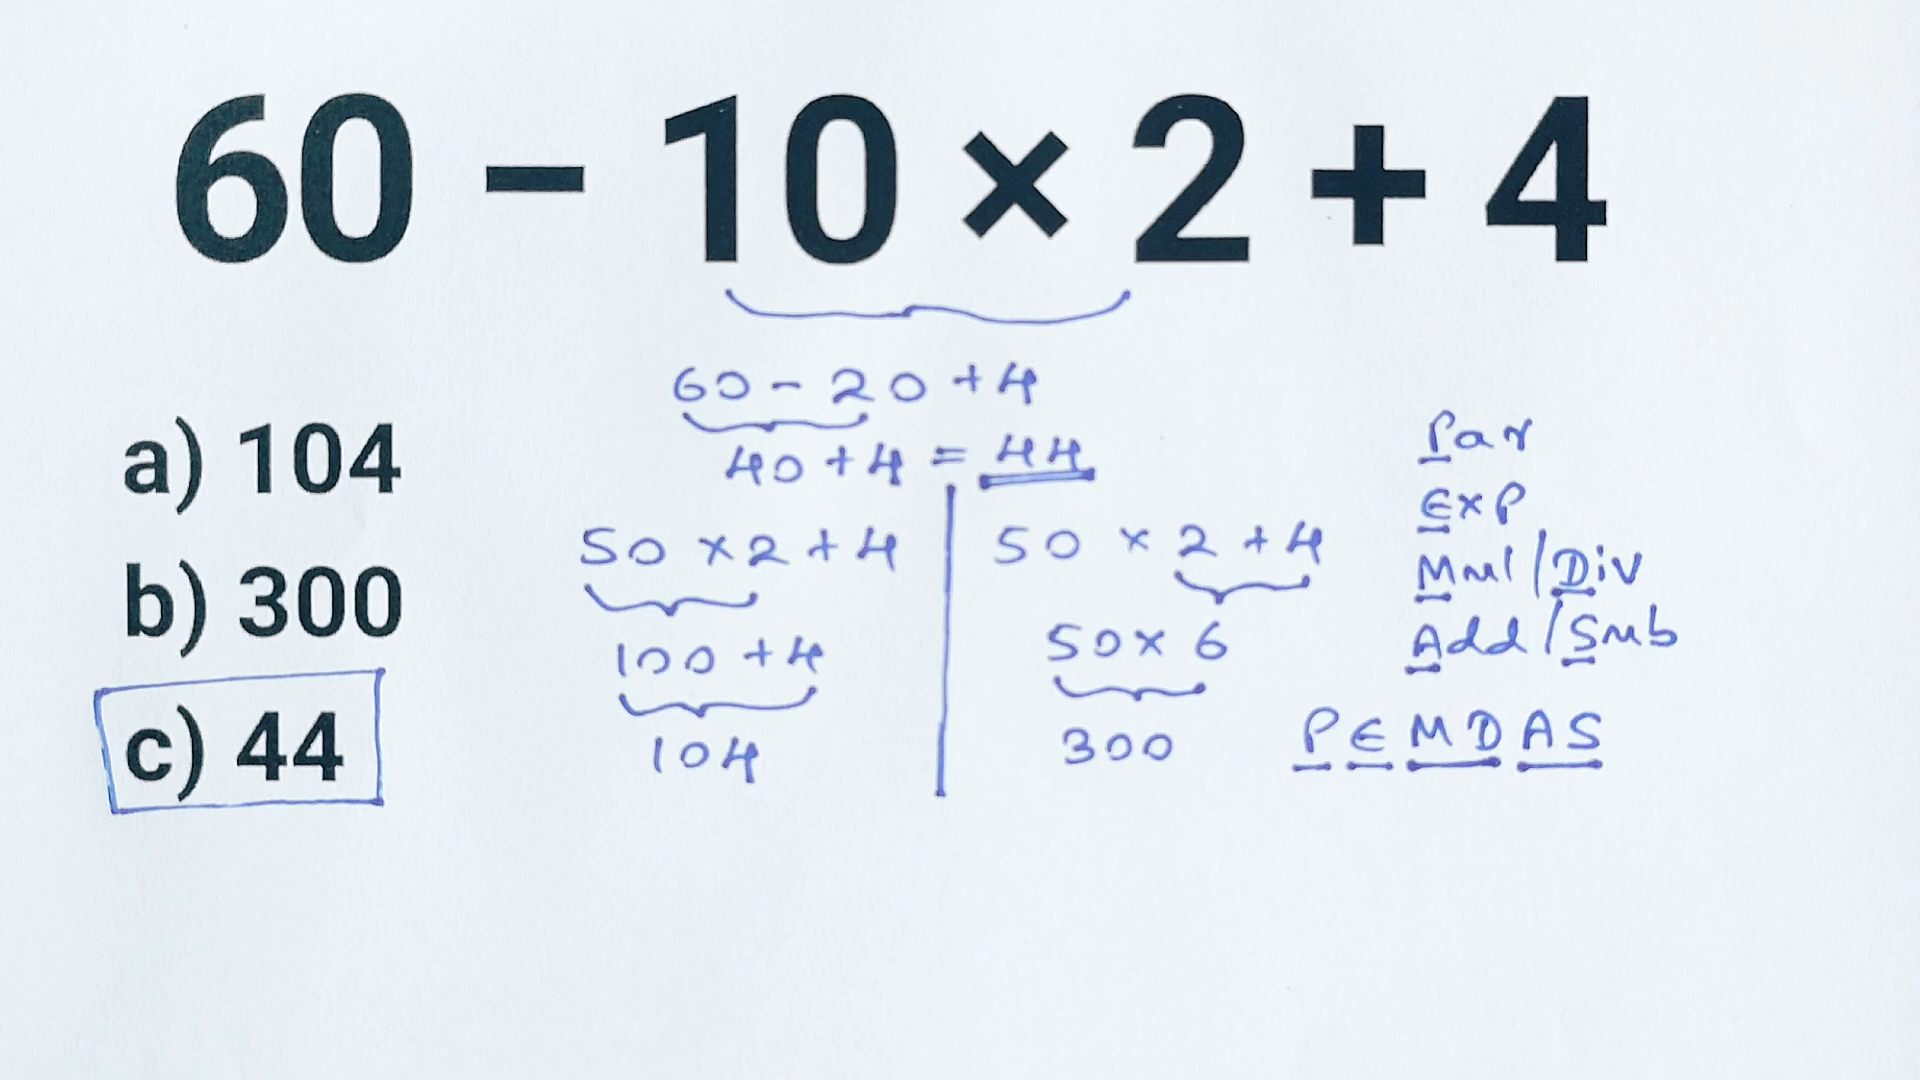 60 − 10 × 2 + 4
60 - 20 + 4
40 + 4 = 44
a) 104
b) 300
c) 44
50 × 2 + 4
100 + 4
104
50 × 2 + 4
50 × 6
300
Par
Exp
Mul / Div
Add / Sub
PEMDAS